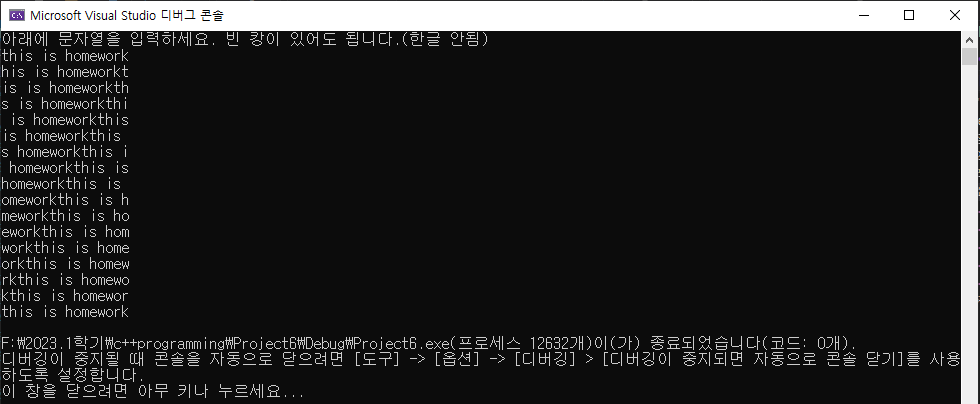 Microsoft Visual Studio 디버그 콘솔
아래에 문자열을 입력하세요. 빈 캉이 있어도 됩니다.(한글 안됨)
this is homework
his is homeworkt
is is homeworkth
s is homeworkthi
 is homeworkthis
is homeworkthis
s homeworkthis i
 homeworkthis is
homeworkthis is
omeworkthis is h
meworkthis is ho
eworkthis is hom
workthis is home
orkthis is homew
rkthis is homewo
kthis is homewor
this is homework
F:\2023.1학기\c++programming\Project6\Debug\Project6.exe(프로세스 12632개)이(가) 종료되었습니다(코드: 0개).
디버깅이 중지될 때 콘솔을 자동으로 닫으려면 [도구] -> [옵션] -> [디버깅] > [디버깅이 중지되면 자동으로 콘솔 닫기]를 사용
하도록 설정합니다.
이 창을 닫으려면 아무 키나 누르세요...